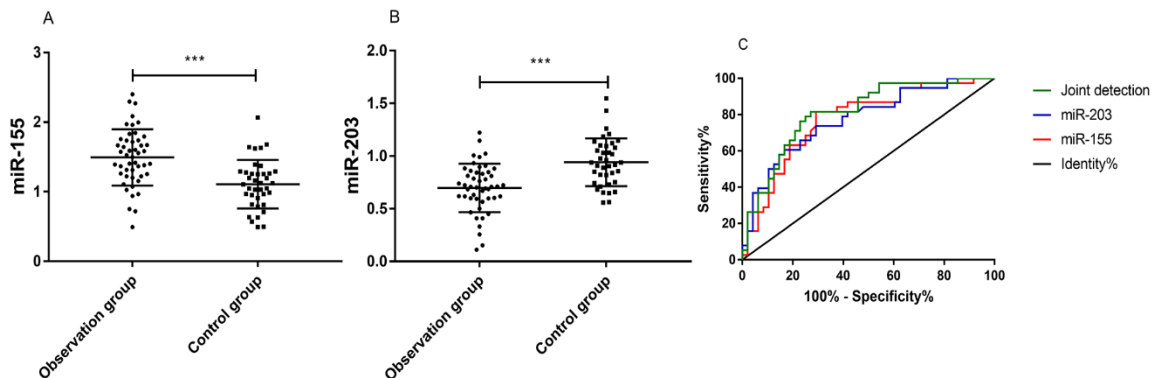 A
miR-155
3
2
1
0
***
Observation group
Control group
B
miR-203
2.0
1.5
1.0
0.5
0.0
***
Observation group
Control group
C
Sensitivity%
100
80
60
40
20
0
0 20 40 60 80 100
100% - Specificity%
Joint detection
miR-203
miR-155
Identity%